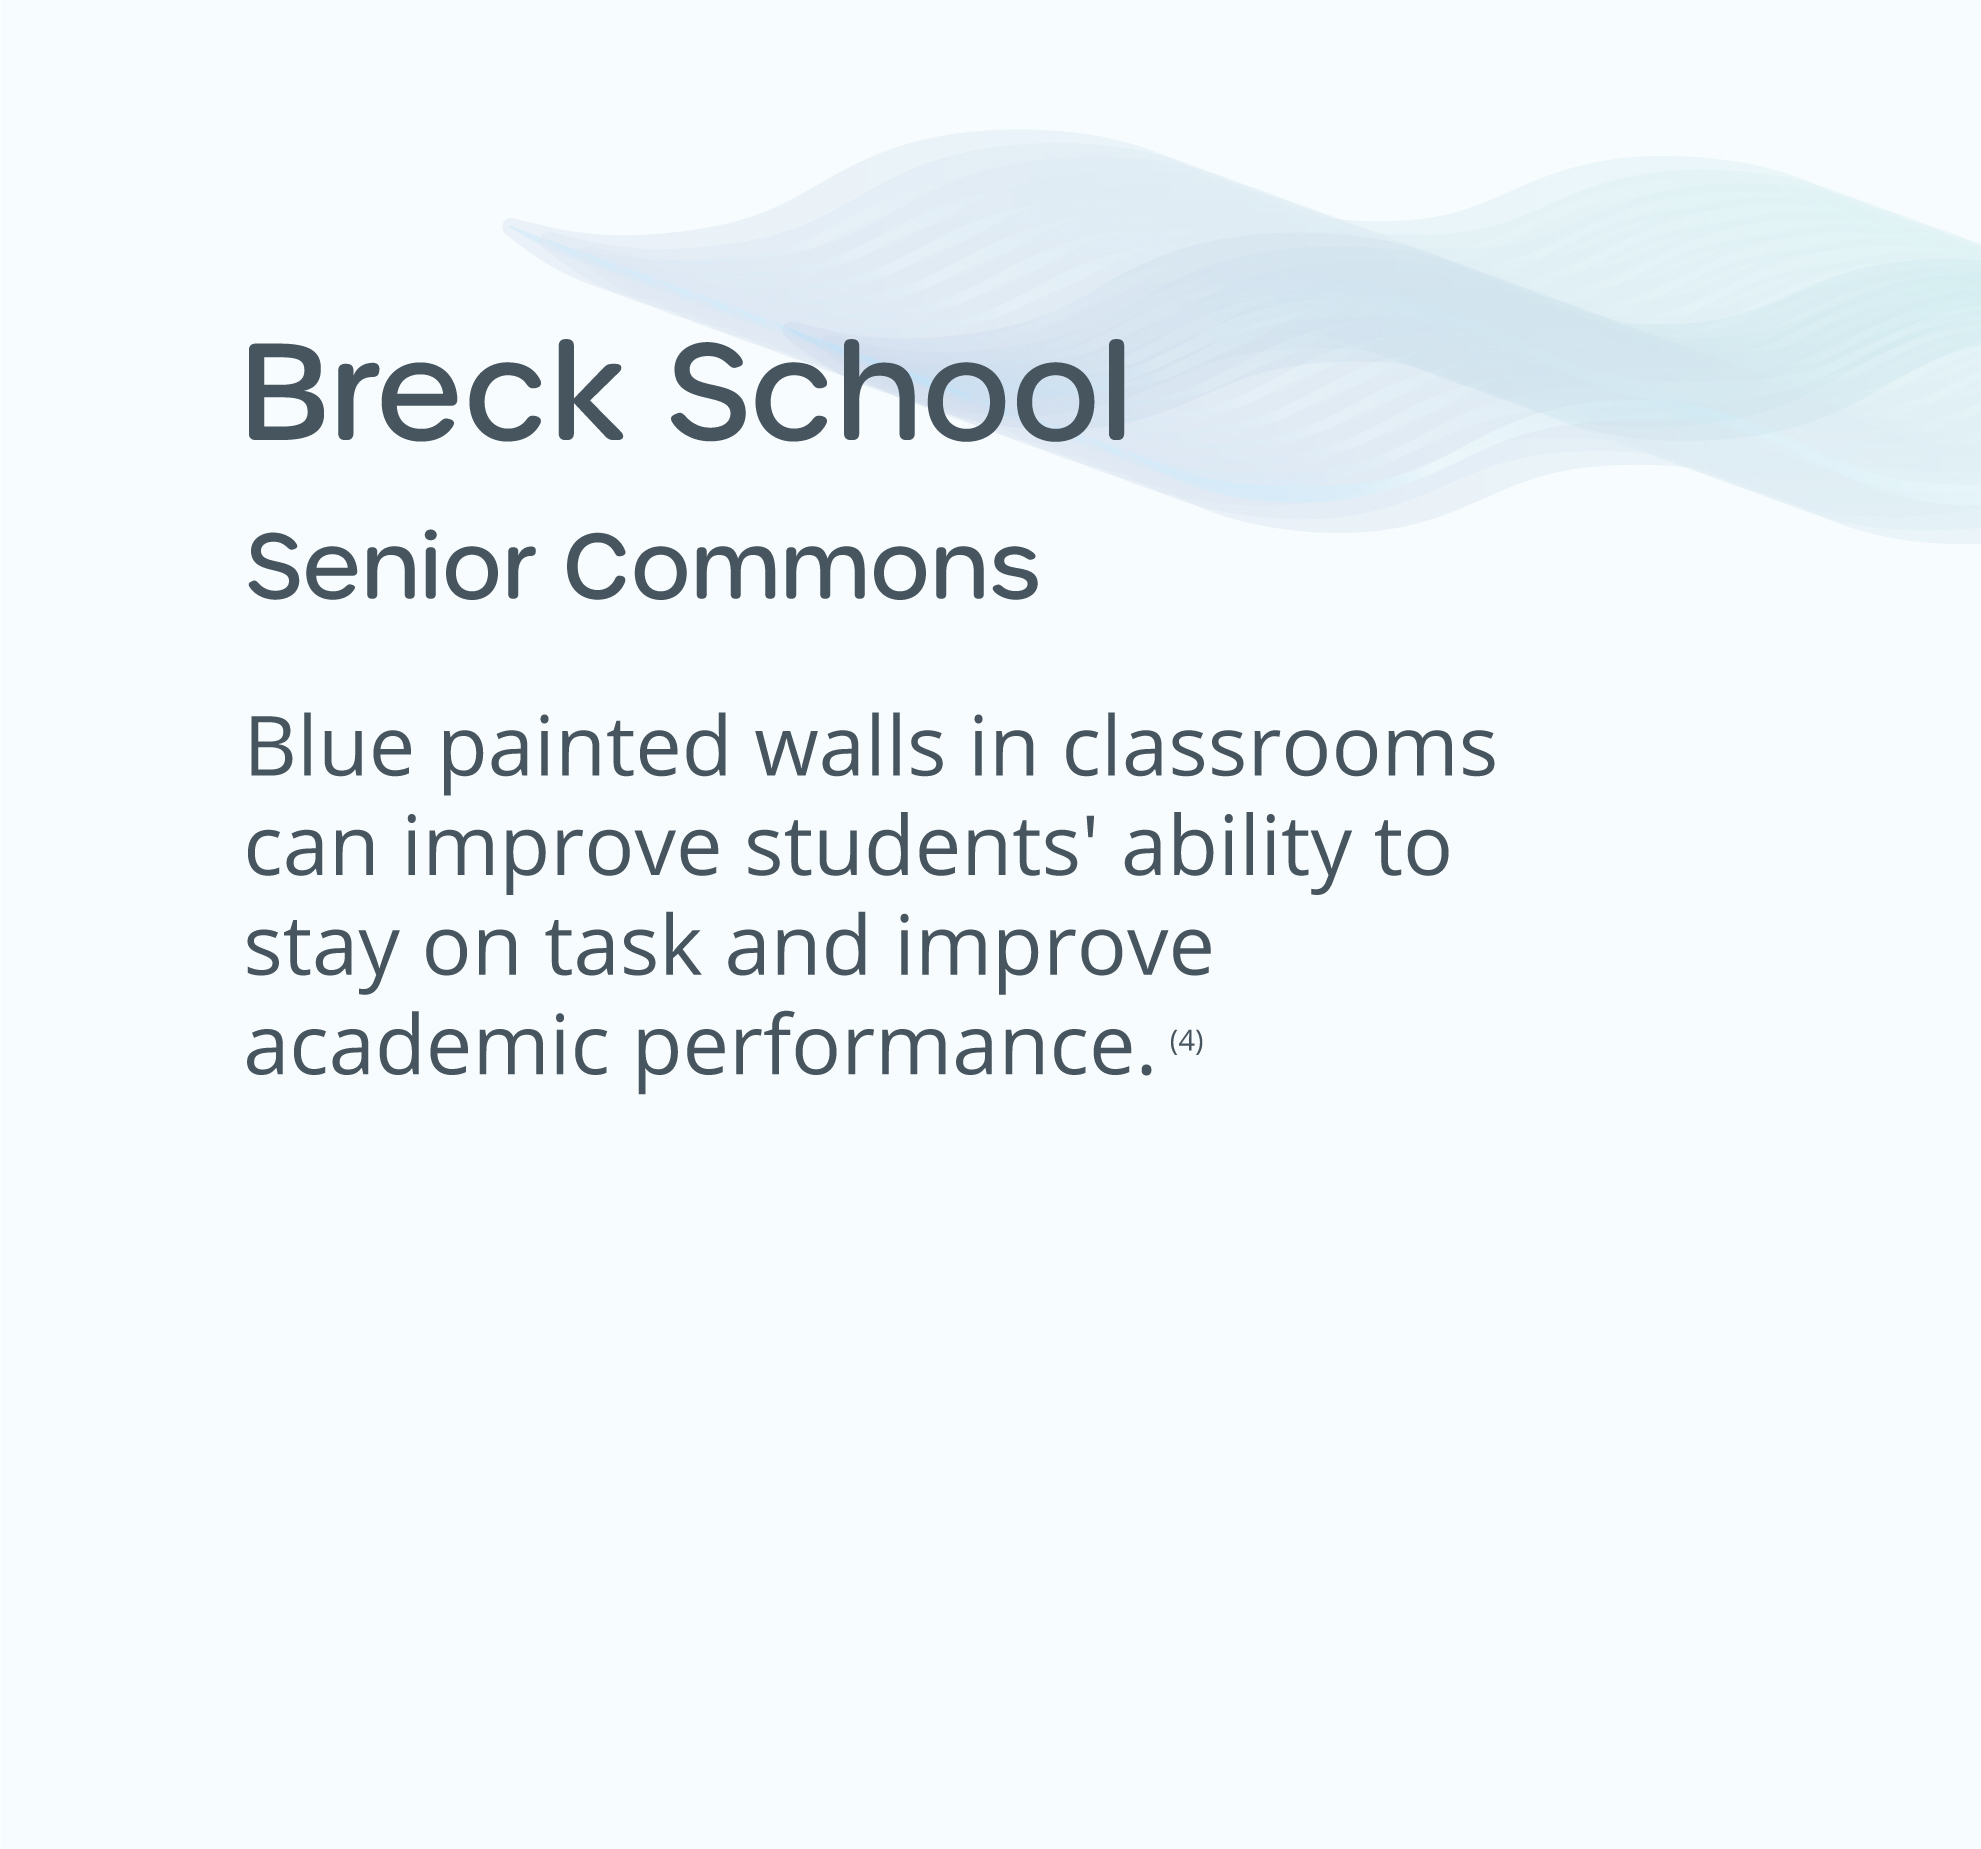 Breck School
Senior Commons
Blue painted walls in classrooms
can improve students' ability to
stay on task and improve
academic performance. (4)